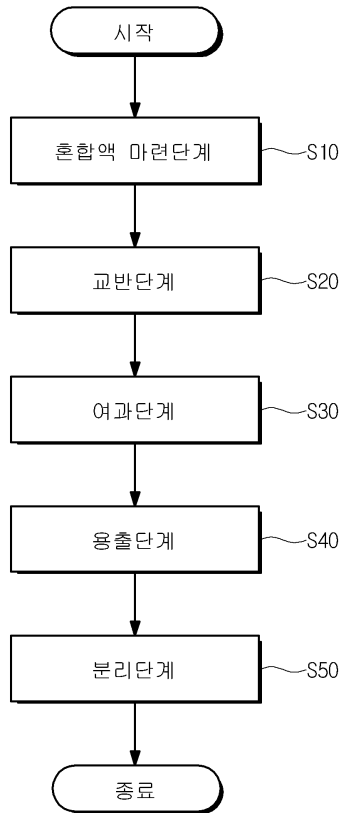 시작
혼합액 마련단계 S10
교반단계 S20
여과단계 S30
용출단계 S40
분리단계 S50
종료